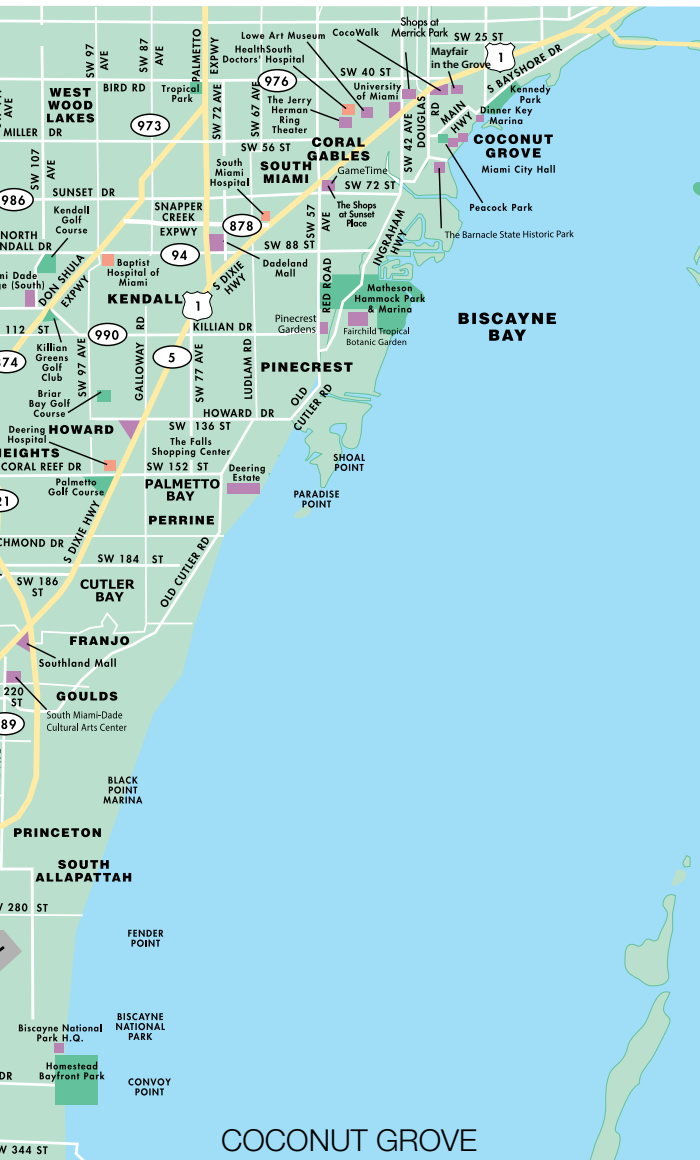 Shops at
Merrick Park
Lowe Art Museum
CocoWalk
SW 25 ST
HealthSouth
Doctors' Hospital
Mayfair
in the Grove
1
S BAYSHORE DR
SW 97 AVE
SW 87 AVE
PALMETTO EXPWY
976
SW 40 ST
BIRD RD
Tropical
Park
SW 72 AVE
SW 67 AVE
University
of Miami
Kennedy
Park
WEST
WOOD
LAKES
The Jerry
Herman
Ring
Theater
DOUGLAS RD
MAIN HWY
Dinner Key
Marina
AVE
MILLER DR
973
SW 42 AVE
COCONUT
GROVE
CORAL
GABLES
SW 56 ST
Miami City Hall
SW 107 AVE
South
Miami
Hospital
SOUTH
MIAMI
GameTime
SW 72 ST
986
SUNSET DR
The Shops
at Sunset
Place
Peacock Park
Kendall
Golf
Course
SNAPPER
CREEK
EXPWY
878
SW 57 AVE
INGRAHAM HWY
The Barnacle State Historic Park
NORTH
NDALL DR
94
SW 88 ST
mi Dade
ge (South)
DON SHULA EXPWY
Baptist
Hospital of
Miami
Dadeland
Mall
S DIXIE HWY
RED ROAD
Matheson
Hammock Park
& Marina
KENDALL
1
Pinecrest
Gardens
Fairchild Tropical
Botanic Garden
BISCAYNE
BAY
112 ST
990
GALLOWAY RD
KILLIAN DR
Killian
Greens
Golf
Club
874
5
SW 97 AVE
SW 77 AVE
LUDLAM RD
PINECREST
Briar
Bay Golf
Course
OLD CUTLER RD
HOWARD DR
Deering
Hospital
HOWARD
SW 136 ST
EIGHTS
The Falls
Shopping Center
SHOAL
POINT
CORAL REEF DR
SW 152 ST
Deering
Estate
Palmetto
Golf Course
PALMETTO
BAY
PARADISE
POINT
21
PERRINE
CHMOND DR
S DIXIE HWY
SW 184 ST
OLD CUTLER RD
SW 186
ST
CUTLER
BAY
FRANJO
Southland Mall
220
ST
GOULDS
South Miami-Dade
Cultural Arts Center
89
BLACK
POINT
MARINA
PRINCETON
SOUTH
ALLAPATTAH
280 ST
FENDER
POINT
Biscayne National
Park H.Q.
BISCAYNE
NATIONAL
PARK
Homestead
Bayfront Park
DR
CONVOY
POINT
COCONUT GROVE
W 344 ST